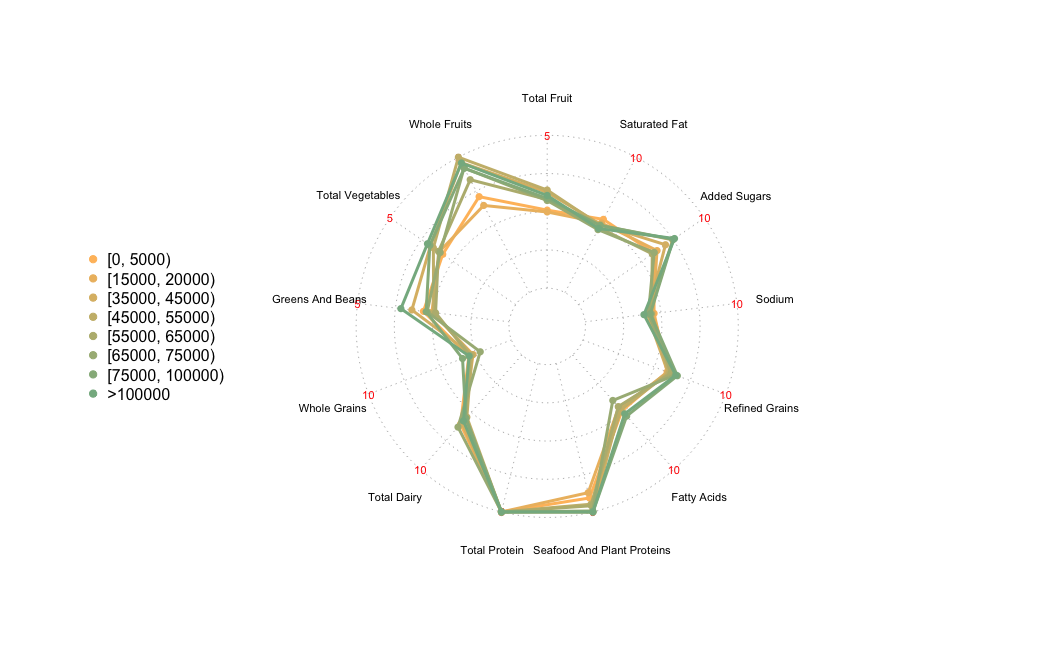 Total Fruit
Whole Fruits
Saturated Fat
5
10
Total Vegetables
Added Sugars
5
10
[0, 5000)
[15000, 20000)
[35000, 45000)
[45000, 55000)
[55000, 65000)
[65000, 75000)
[75000, 100000)
>100000
Greens And Beans
5
10
Sodium
10
10
Whole Grains
Refined Grains
10
10
Total Dairy
Fatty Acids
Total Protein
Seafood And Plant Proteins